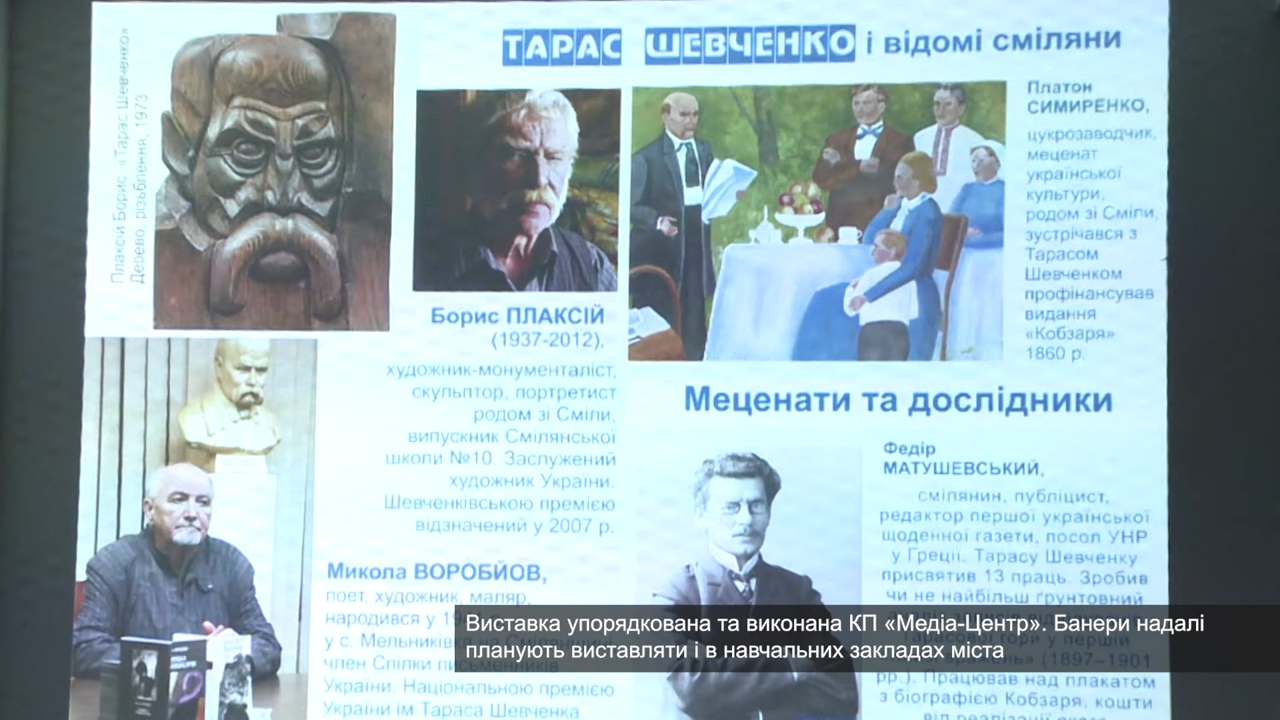 ТАРАС ШЕВЧЕНКО і відомі сміляни
Плаксій Борис. «Тарас Шевченко»
Дерево, різьблення, 1973
Борис ПЛАКСІЙ
(1937-2012),
художник-монументаліст,
скульптор, портретист
родом зі Сміли,
випускник Смілянської
школи №10. Заслужений
художник України.
Шевченківською премією
відзначений у 2007 р.
Платон
СИМИРЕНКО,
цукрозаводчик,
меценат
української
культури,
родом зі Сміли,
зустрічався з
Тарасом
Шевченком
профінансував
видання
«Кобзаря»
1860 р.
Меценати та дослідники
Федір
МАТУШЕВСЬКИЙ,
смілянин, публіцист,
редактор першої української
щоденної газети, посол УНР
у Греції. Тарасу Шевченку
присвятив 13 праць. Зробив
чи не найбільш ґрунтовний
Тарасової гори у першій
(1897–1901
рр.). Працював над плакатом
з біографією Кобзаря, кошти
від реалізації якого
Микола ВОРОБЙОВ,
поет, художник, маляр,
народився у
у с. Мельниківка на Смілянщині
член Спілки письменників
України. Національною премією
України ім Тараса Шевченка
Виставка упорядкована та виконана КП «Медіа-Центр». Банери надалі
планують виставляти і в навчальних закладах міста